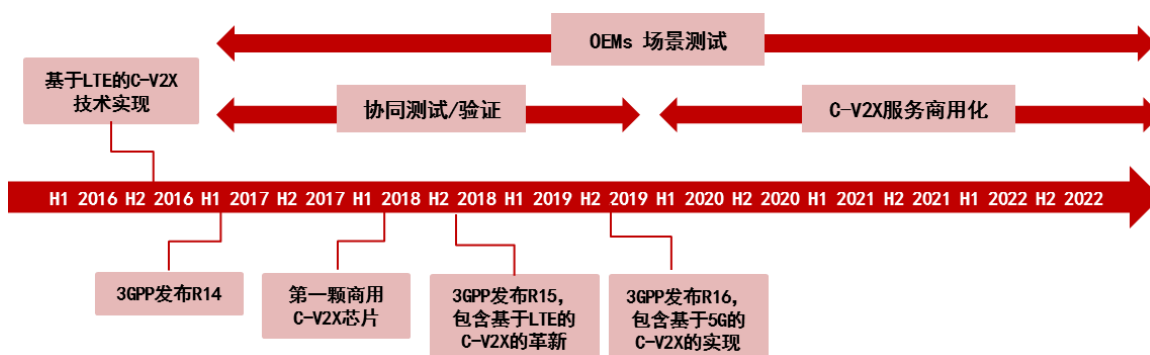 OEMs 场景测试
基于LTE的C-V2X
技术实现
协同测试/验证
C-V2X服务商用化
H1 2016 H2 2016 H1 2017 H2 2017 H1 2018 H2 2018 H1 2019 H2 2019 H1 2020 H2 2020 H1 2021 H2 2021 H1 2022 H2 2022
3GPP发布R14
第一颗商用
C-V2X芯片
3GPP发布R15,
包含基于LTE的
C-V2X的革新
3GPP发布R16,
包含基于5G的
C-V2X的实现